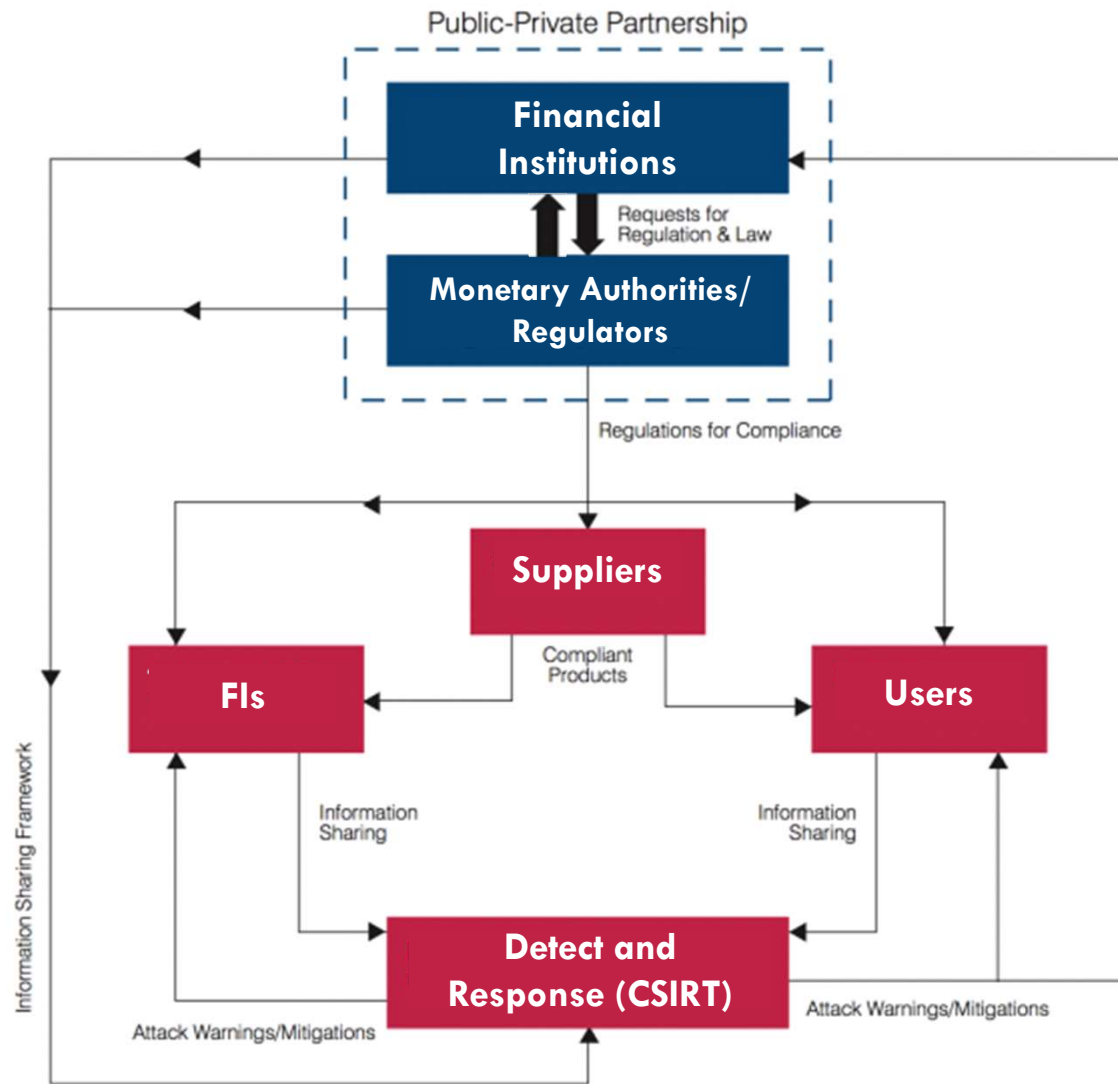 Public-Private Partnership
Financial
Institutions
Requests for
Regulation & Law
Monetary Authorities/
Regulators
Regulations for Compliance
Suppliers
Compliant
Products
FIs
Users
Information
Sharing
Information
Sharing
Information Sharing Framework
Detect and
Response (CSIRT)
Attack Warnings/Mitigations
Attack Warnings/Mitigations